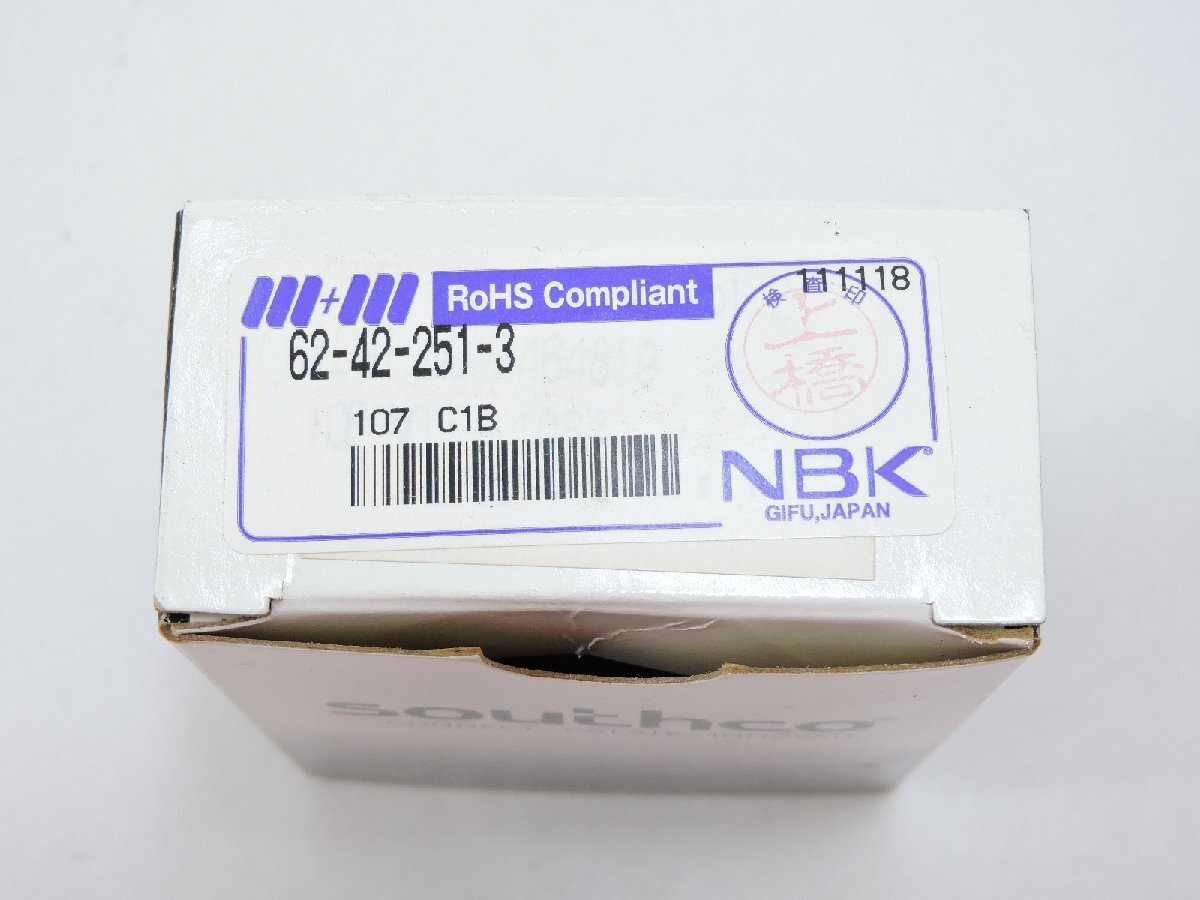 RoHS Compliant
111118
検査印
上橋
62-42-251-3
107 C1B
NBK
GIFU,JAPAN
southco